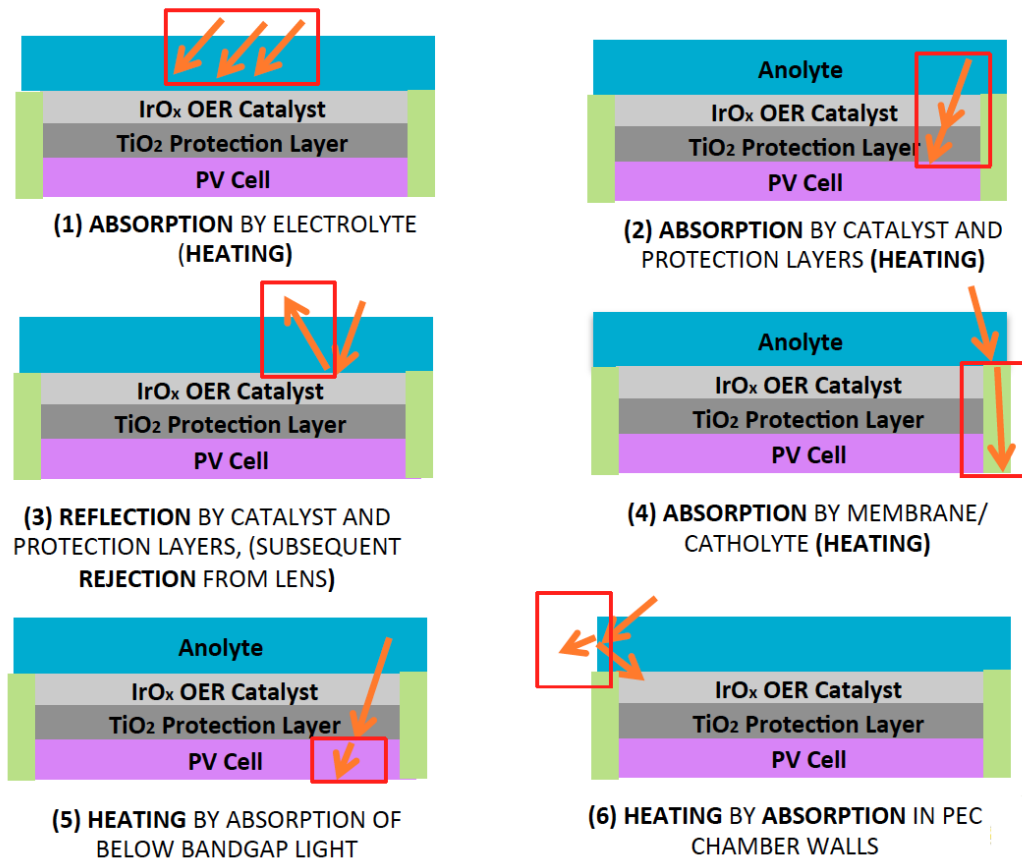 IrOx OER Catalyst
TiO2 Protection Layer
PV Cell
(1) ABSORPTION BY ELECTROLYTE
(HEATING)
Anolyte
IrOx OER Catalyst
TiO2 Protection Layer
PV Cell
(2) ABSORPTION BY CATALYST AND
PROTECTION LAYERS (HEATING)
IrOx OER Catalyst
TiO2 Protection Layer
PV Cell
(3) REFLECTION BY CATALYST AND
PROTECTION LAYERS, (SUBSEQUENT
REJECTION FROM LENS)
Anolyte
IrOx OER Catalyst
TiO2 Protection Layer
PV Cell
(4) ABSORPTION BY MEMBRANE/
CATHOLYTE (HEATING)
Anolyte
IrOx OER Catalyst
TiO2 Protection Layer
PV Cell
(5) HEATING BY ABSORPTION OF
BELOW BANDGAP LIGHT
IrOx OER Catalyst
TiO2 Protection Layer
PV Cell
(6) HEATING BY ABSORPTION IN PEC
CHAMBER WALLS